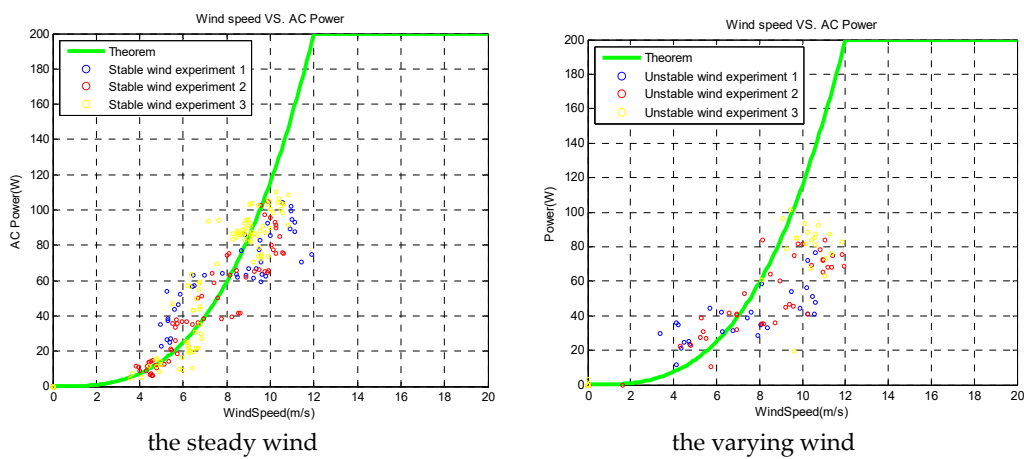 Wind speed VS. AC Power
Theorem
Stable wind experiment 1
Stable wind experiment 2
Stable wind experiment 3
AC Power(W)
200
180
160
140
120
100
80
60
40
20
0
0 2 4 6 8 10 12 14 16 18 20
WindSpeed(m/s)
the steady wind
Wind speed VS. AC Power
Theorem
Unstable wind experiment 1
Unstable wind experiment 2
Unstable wind experiment 3
Power(W)
200
180
160
140
120
100
80
60
40
20
0
0 2 4 6 8 10 12 14 16 18 20
WindSpeed(m/s)
the varying wind